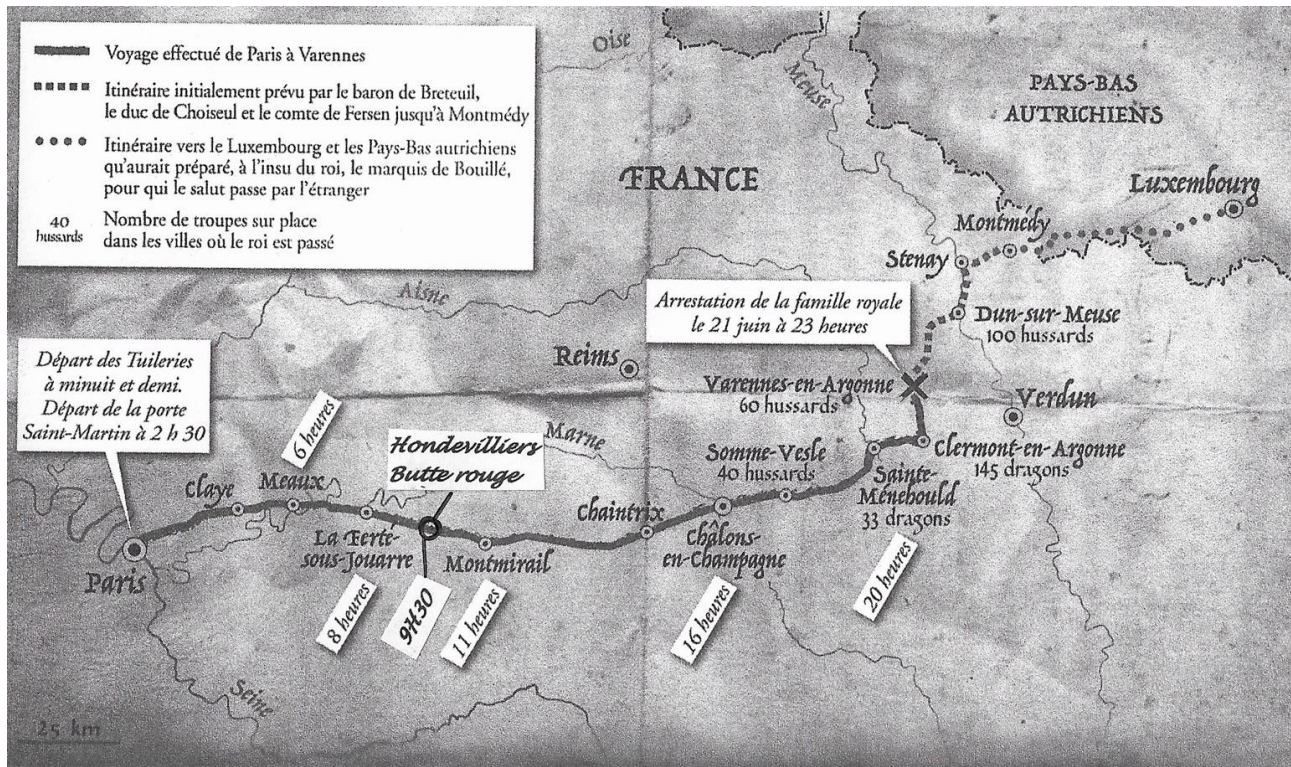 Voyage effectué de Paris à Varennes
Itinéraire initialement prévu par le baron de Breteuil,
le duc de Choiseul et le comte de Fersen jusqu'à Montmédy
Itinéraire vers le Luxembourg et les Pays-Bas autrichiens
qu'aurait préparé, à l'insu du roi, le marquis de Bouillé,
pour qui le salut passe par l'étranger
40
hussards
Nombre de troupes sur place
dans les villes où le roi est passé
Oise
Meuse
PAYS-BAS
AUTRICHIENS
FRANCE
Luxembourg
Montmédy
Stenay
Aisne
Arrestation de la famille royale
le 21 juin à 23 heures
Dun-sur-Meuse
100 hussards
Départ des Tuileries
à minuit et demi.
Départ de la porte
Saint-Martin à 2 h 30
Reims
Varennes-en-Argonne
60 hussards
Verdun
6 heures
Hondevilliers
Butte rouge
Marne
Somme-Vesle
40 hussards
Clermont-en-Argonne
145 dragons
Sainte-
Ménehould
33 dragons
Claye
Meaux
La Ferté-
sous-Jouarre
Montmirail
Chaintrix
Châlons-
en-Champagne
Paris
8 heures
9H30
11 heures
16 heures
20 heures
Seine
25 km